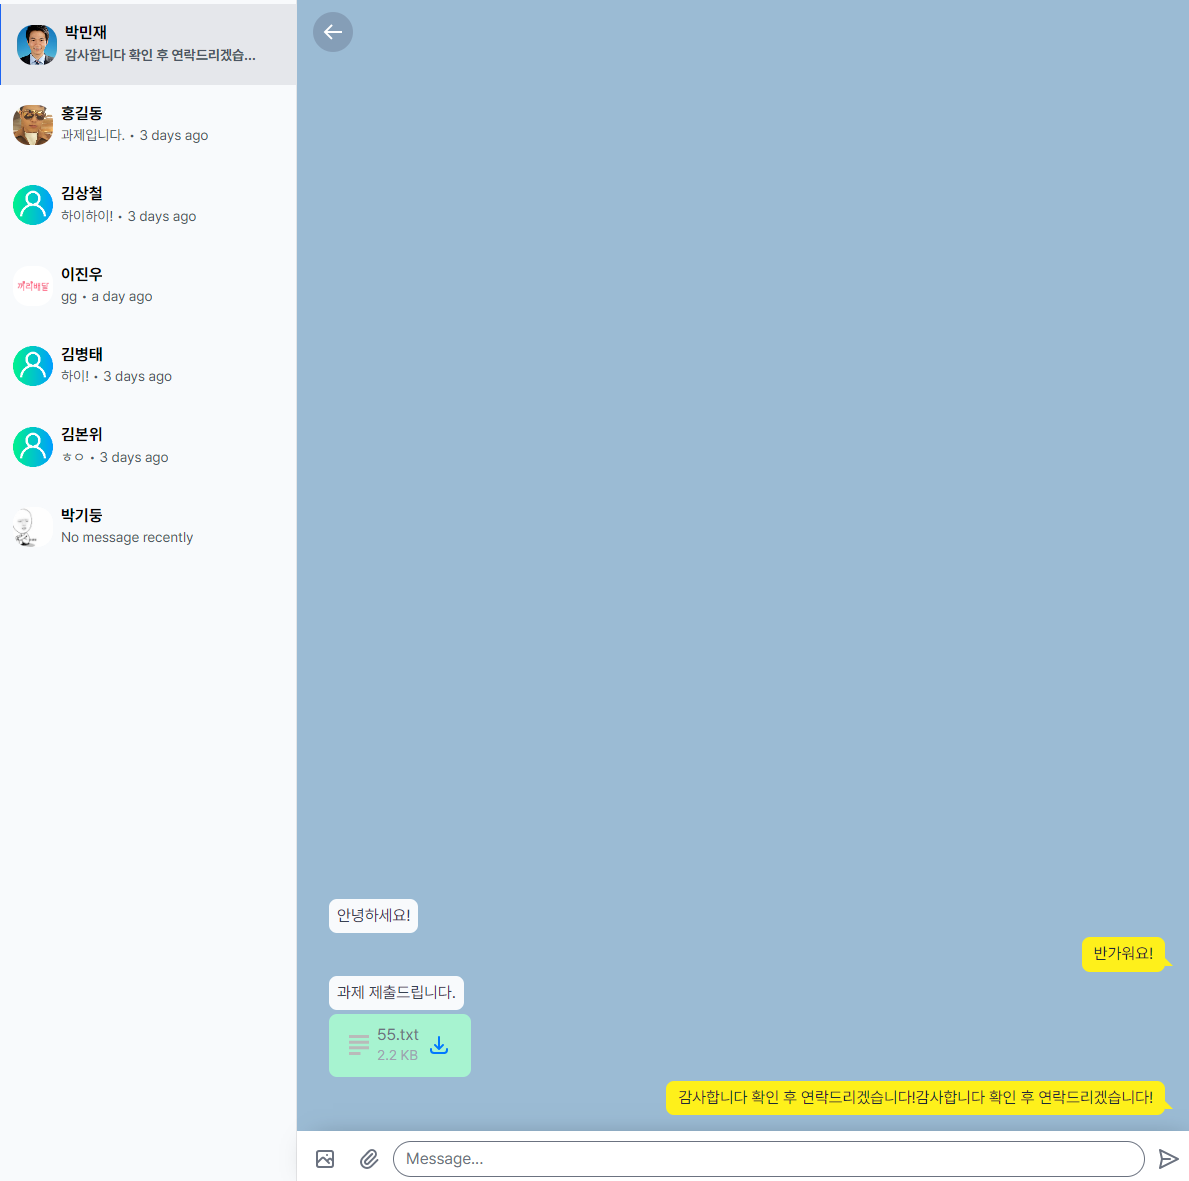 박민재
감사합니다 확인 후 연락드리겠습...
홍길동
과제입니다. • 3 days ago
김상철
하이하이! • 3 days ago
끼리배달
이진우
gg • a day ago
김병태
하이! • 3 days ago
김본위
ㅎㅇ • 3 days ago
박기둥
No message recently
안녕하세요!
반가워요!
과제 제출드립니다.
55.txt
2.2 KB
감사합니다 확인 후 연락드리겠습니다!감사합니다 확인 후 연락드리겠습니다!
Message...